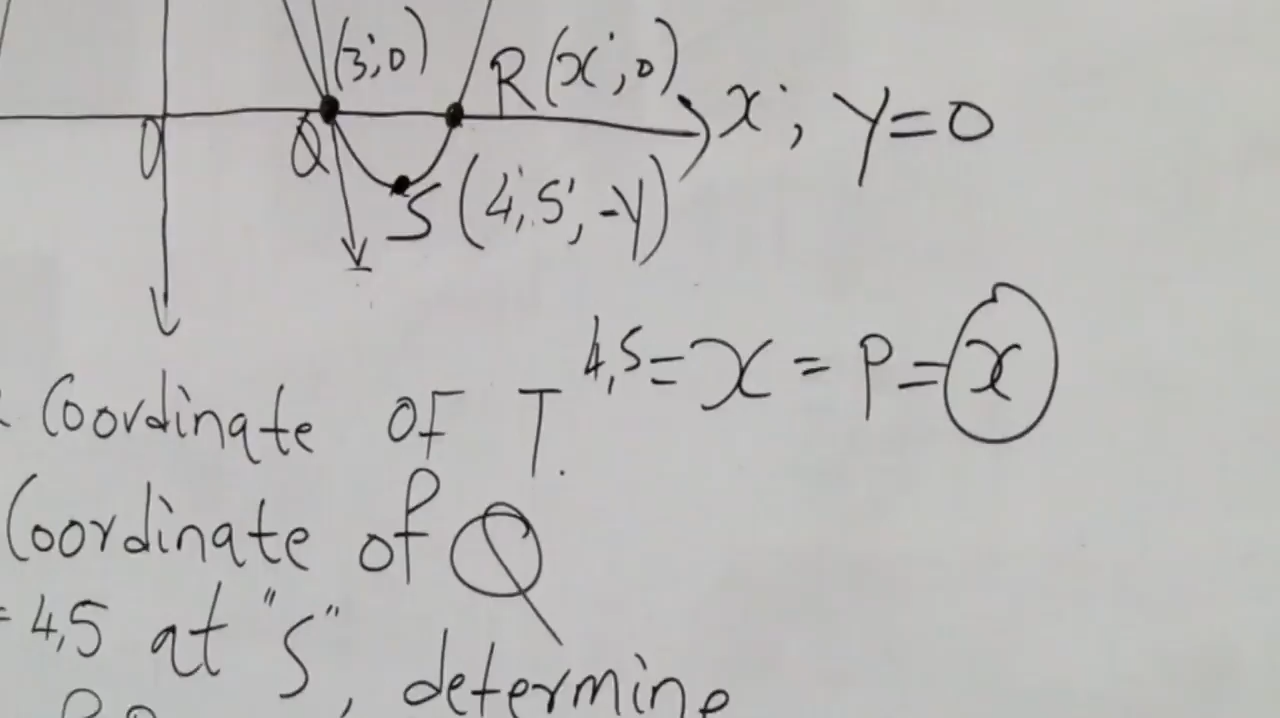 (3;0)
R(x;0)
x; Y=0
0
Q
S (4,5; -Y)
4,5 = x = P = x
Coordinate OF T.
Coordinate of Q
= 4,5 at "S", determine